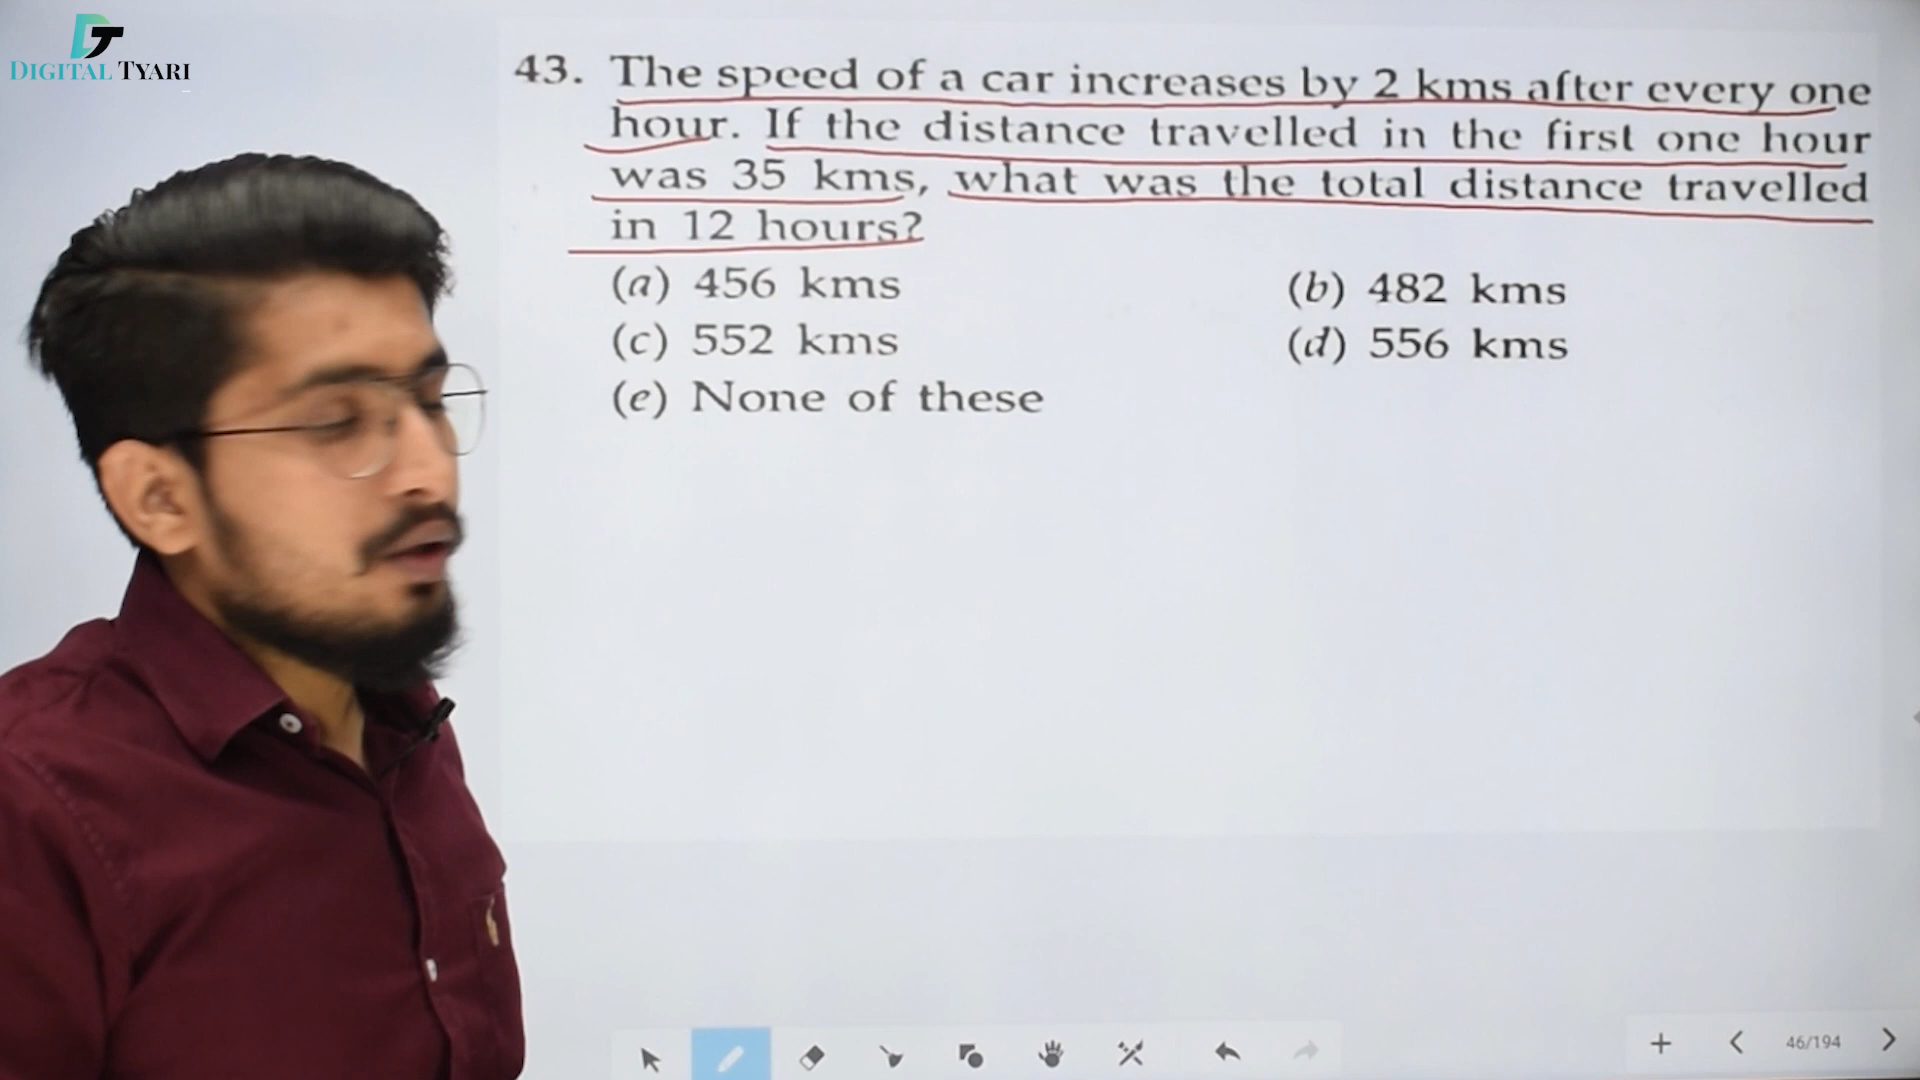 DIGITAL TYARI
43. The speed of a car increases by 2 kms after every one
hour. If the distance travelled in the first one hour
was 35 kms, what was the total distance travelled
in 12 hours?
(a) 456 kms (b) 482 kms
(c) 552 kms (d) 556 kms
(e) None of these
46/194